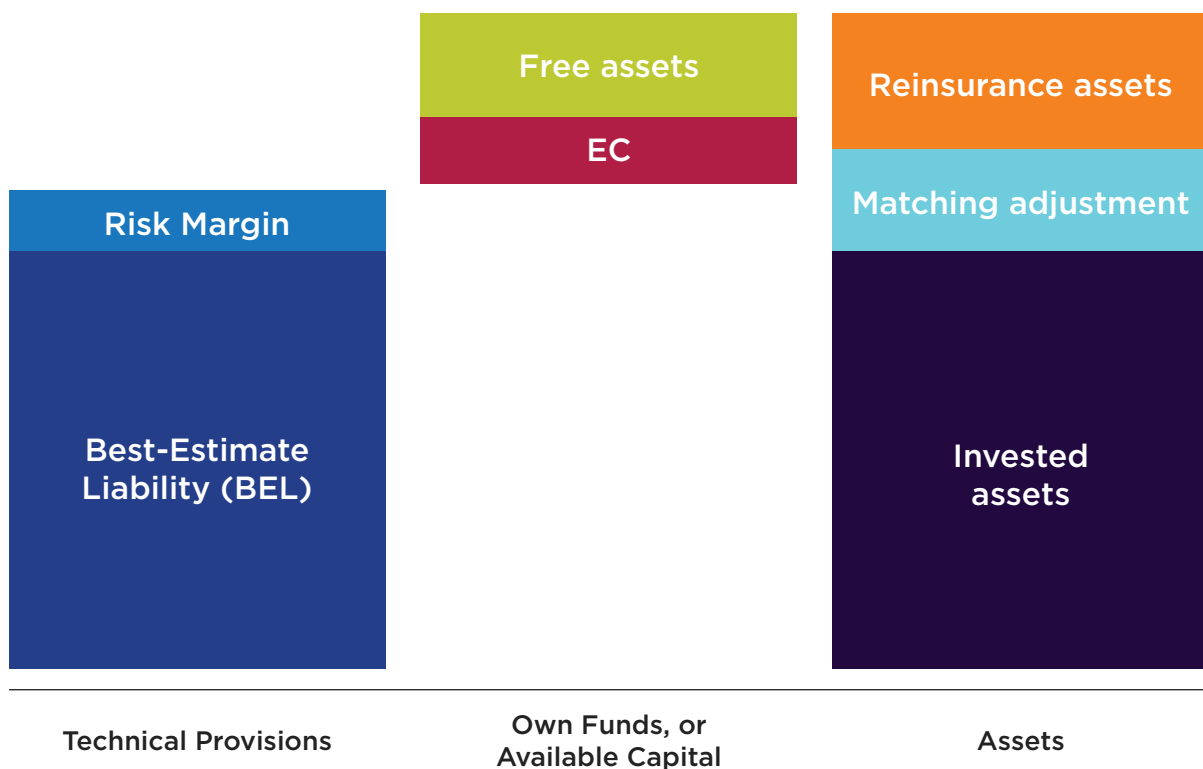 Free assets
EC
Reinsurance assets
Matching adjustment
Risk Margin
Best-Estimate
Liability (BEL)
Invested
assets
Technical Provisions
Own Funds, or
Available Capital
Assets